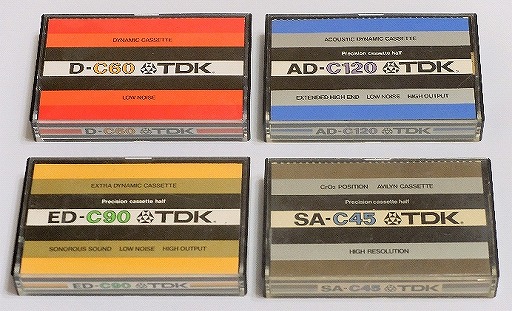 DYNAMIC CASSETTE
D-C60 TDK
LOW NOISE
D-C60 TDK
ACOUSTIC DYNAMIC CASSETTE
Precision cassette half
AD-C120 TDK
EXTENDED HIGH END LOW NOISE HIGH OUTPUT
AD-C120 TDK
EXTRA DYNAMIC CASSETTE
Precision cassette half
ED-C90 TDK
SONOROUS SOUND LOW NOISE HIGH OUTPUT
ED-C90 TDK
CrO2 POSITION AVILYN CASSETTE
Precision cassette half
SA-C45 TDK
HIGH RESOLUTION
SA-C45 TDK